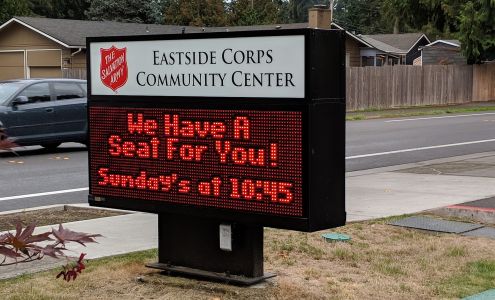 THE
SALVATION
ARMY
EASTSIDE CORPS
COMMUNITY CENTER
We Have A
Seat For You!
Sunday's at 10:45